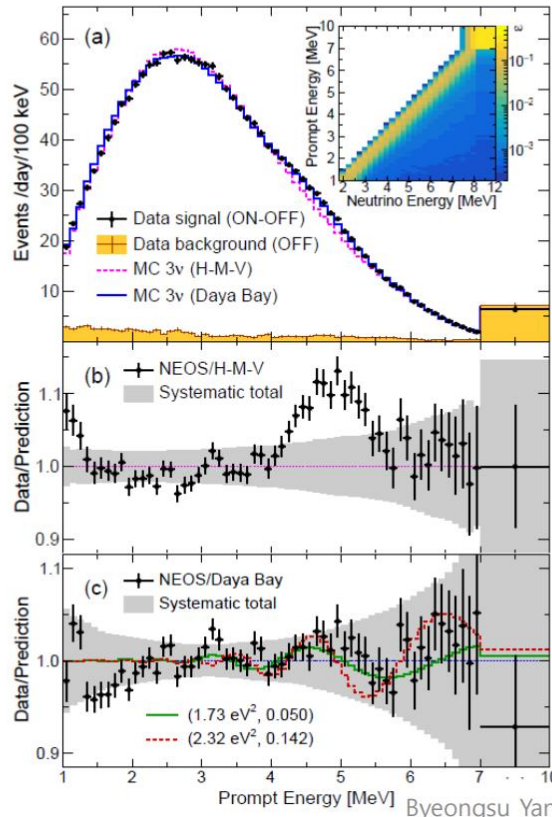 (a)
Events /day/100 keV
60
50
40
30
20
10
Data signal (ON-OFF)
Data background (OFF)
MC 3ν (H-M-V)
MC 3ν (Daya Bay)
Prompt Energy [MeV]
10
9
8
7
6
5
4
3
2
1
2 3 4 5 6 7 8 12
Neutrino Energy [MeV]
10⁻¹
10⁻²
10⁻³
(b)
NEOS/H-M-V
Systematic total
Data/Prediction
1.1
1.0
0.9
(c)
NEOS/Daya Bay
Systematic total
Data/Prediction
1.1
1.0
0.9
(1.73 eV², 0.050)
(2.32 eV², 0.142)
1 2 3 4 5 6 7 10
Prompt Energy [MeV]
Byeongsu Yan